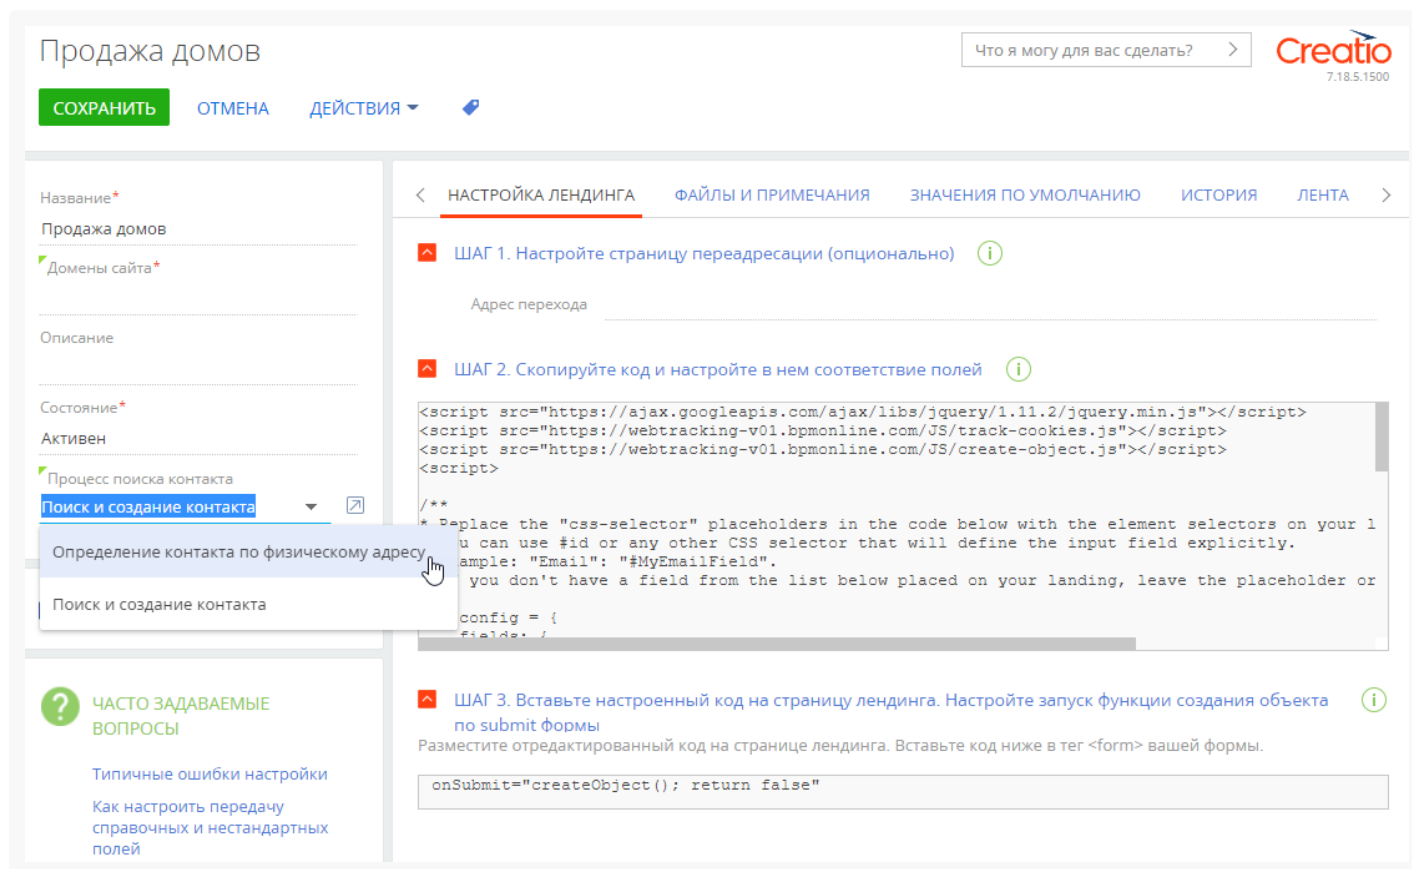 Продажа домов
Что я могу для вас сделать?
Creatio
7.18.5.1500
СОХРАНИТЬ
ОТМЕНА
ДЕЙСТВИЯ
Название*
Продажа домов
Домены сайта*
Описание
Состояние*
Активен
Процесс поиска контакта
Поиск и создание контакта
Определение контакта по физическому адресу
Поиск и создание контакта
ЧАСТО ЗАДАВАЕМЫЕ
ВОПРОСЫ
Типичные ошибки настройки
Как настроить передачу
справочных и нестандартных
полей
НАСТРОЙКА ЛЕНДИНГА
ФАЙЛЫ И ПРИМЕЧАНИЯ
ЗНАЧЕНИЯ ПО УМОЛЧАНИЮ
ИСТОРИЯ
ЛЕНТА
ШАГ 1. Настройте страницу переадресации (опционально)
Адрес перехода
ШАГ 2. Скопируйте код и настройте в нем соответствие полей
<script src="https://ajax.googleapis.com/ajax/libs/jquery/1.11.2/jquery.min.js"></script>
<script src="https://webtracking-v01.bpmonline.com/JS/track-cookies.js"></script>
<script src="https://webtracking-v01.bpmonline.com/JS/create-object.js"></script>
<script>
/**
* Replace the "css-selector" placeholders in the code below with the element selectors on your l
can use #id or any other CSS selector that will define the input field explicitly.
"Email": "#MyEmailField".
you don't have a field from the list below placed on your landing, leave the placeholder or
config = {
fields: {
ШАГ 3. Вставьте настроенный код на страницу лендинга. Настройте запуск функции создания объекта
по submit формы
Разместите отредактированный код на странице лендинга. Вставьте код ниже в тег <form> вашей формы.
onSubmit="createObject(); return false"